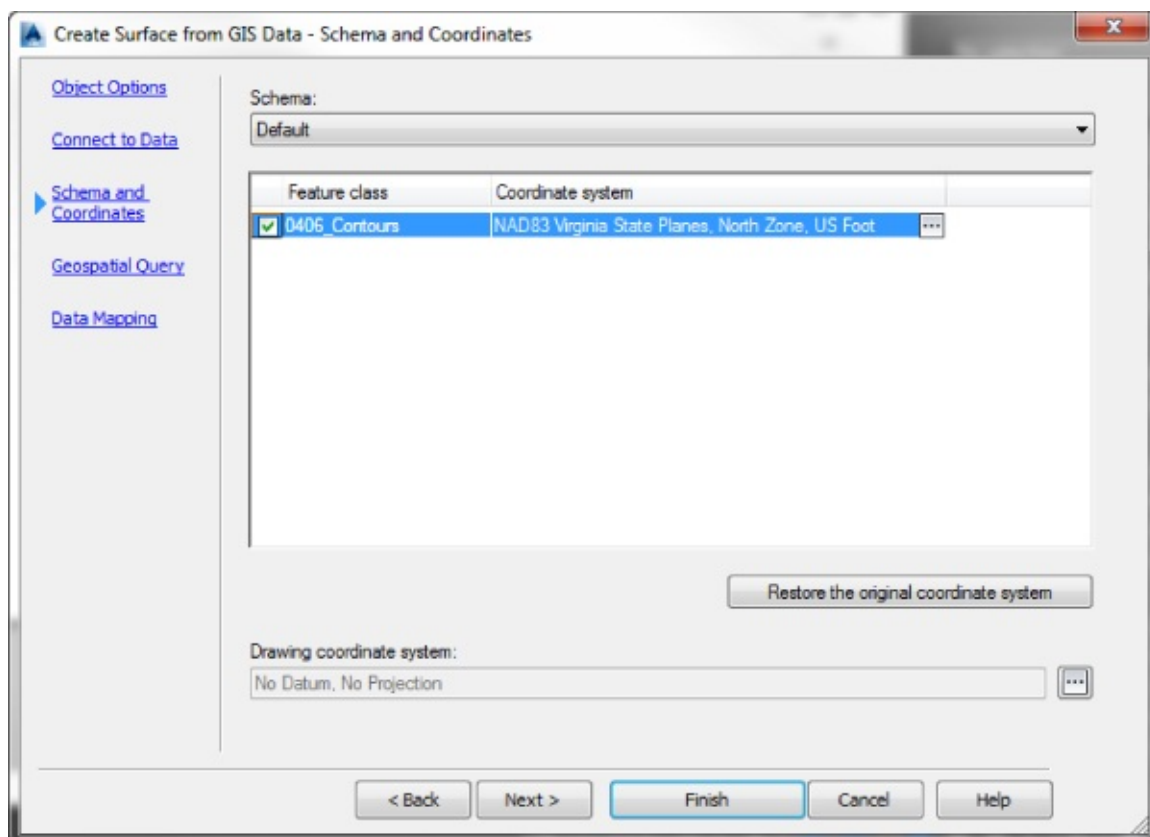 Create Surface from GIS Data - Schema and Coordinates
Object Options
Connect to Data
Schema and
Coordinates
Geospatial Query
Data Mapping
Schema:
Default
Feature class Coordinate system
0406_Contours NAD83 Virginia State Planes, North Zone, US Foot ...
Restore the original coordinate system
Drawing coordinate system:
No Datum, No Projection ...
< Back Next > Finish Cancel Help